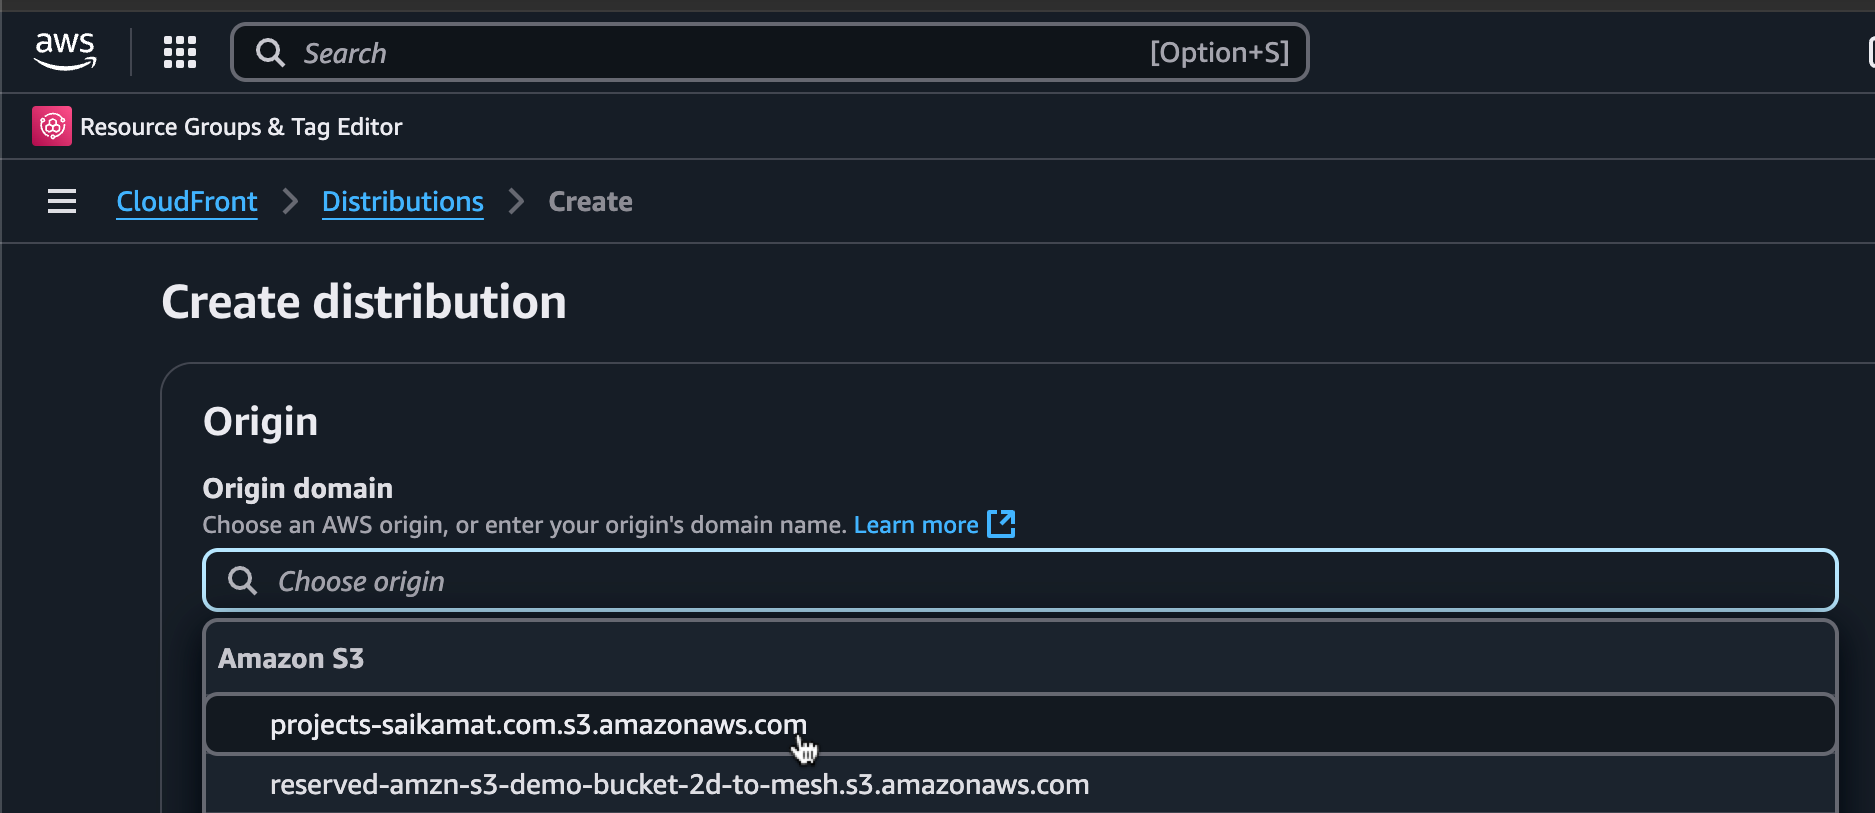 aws
Search [Option+S]
Resource Groups & Tag Editor
CloudFront Distributions Create
Create distribution
Origin
Origin domain
Choose an AWS origin, or enter your origin's domain name. Learn more
Choose origin
Amazon S3
projects-saikamat.com.s3.amazonaws.com
reserved-amzn-s3-demo-bucket-2d-to-mesh.s3.amazonaws.com